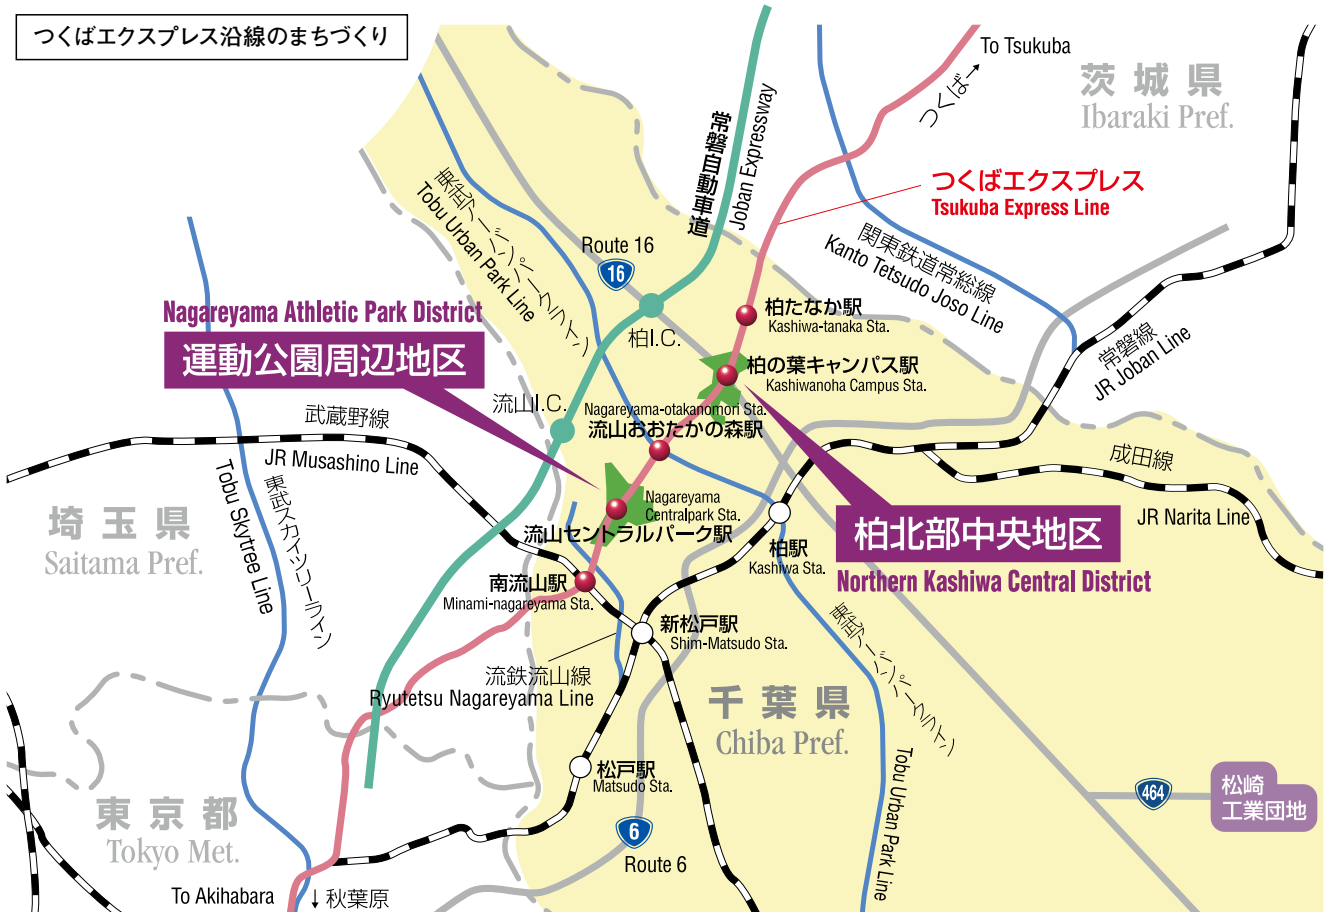 つくばエクスプレス沿線のまちづくり
To Tsukuba
つくば→
茨城県
Ibaraki Pref.
常磐自動車道
Joban Expressway
つくばエクスプレス
Tsukuba Express Line
東武アーバンパークライン
Tobu Urban Park Line
Route 16
16
関東鉄道常総線
Kanto Tetsudo Joso Line
Nagareyama Athletic Park District
運動公園周辺地区
柏I.C.
柏たなか駅
Kashiwa-tanaka Sta.
柏の葉キャンパス駅
Kashiwanoha Campus Sta.
常磐線
JR Joban Line
流山I.C.
Nagareyama-otakanomori Sta.
流山おおたかの森駅
武蔵野線
JR Musashino Line
成田線
JR Narita Line
Tobu Skytree Line
東武スカイツリーライン
埼玉県
Saitama Pref.
Nagareyama
Centralpark Sta.
流山セントラルパーク駅
柏駅
Kashiwa Sta.
柏北部中央地区
Northern Kashiwa Central District
南流山駅
Minami-nagareyama Sta.
新松戸駅
Shim-Matsudo Sta.
流鉄流山線
Ryutetsu Nagareyama Line
東武アーバンパークライン
Tobu Urban Park Line
千葉県
Chiba Pref.
松戸駅
Matsudo Sta.
464
松崎
工業団地
東京都
Tokyo Met.
6
Route 6
To Akihabara
↓秋葉原